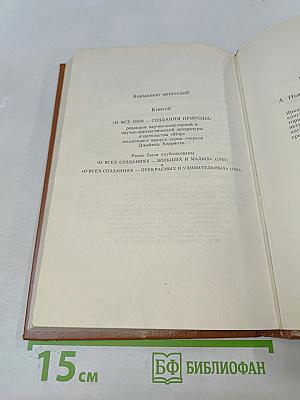 Вниманию читателей!
Книгой
«И ВСЕ ОНИ — СОЗДАНИЯ ПРИРОДЫ»
редакция научно-популярной и
научно-фантастической литературы
издательства «Мир»
заканчивает выпуск серии очерков
Джеймса Хэрриота.
Ранее были опубликованы
«О ВСЕХ СОЗДАНИЯХ — БОЛЬШИХ И МАЛЫХ» (1985)
и
«О ВСЕХ СОЗДАНИЯХ — ПРЕКРАСНЫХ И УДИВИТЕЛЬНЫХ» (1987)
А.
15 см
БФ БИБЛИОФАН